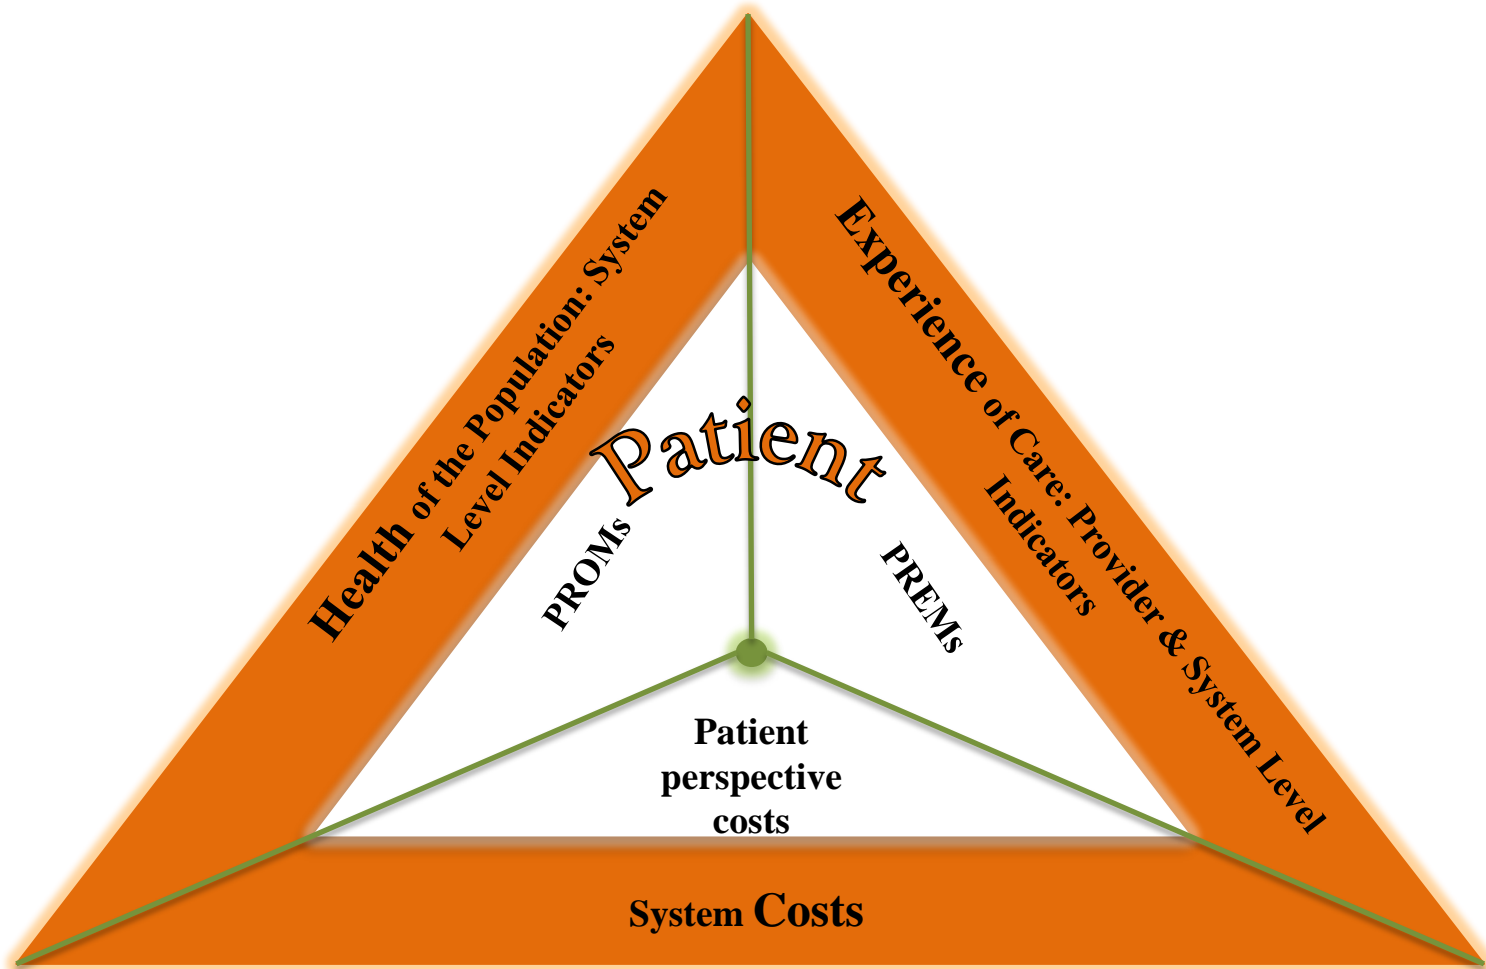 Health of the Population: System
Level Indicators
Experience of Care: Provider & System Level
Indicators
Patient
PROMs
PREMs
Patient
perspective
costs
System Costs